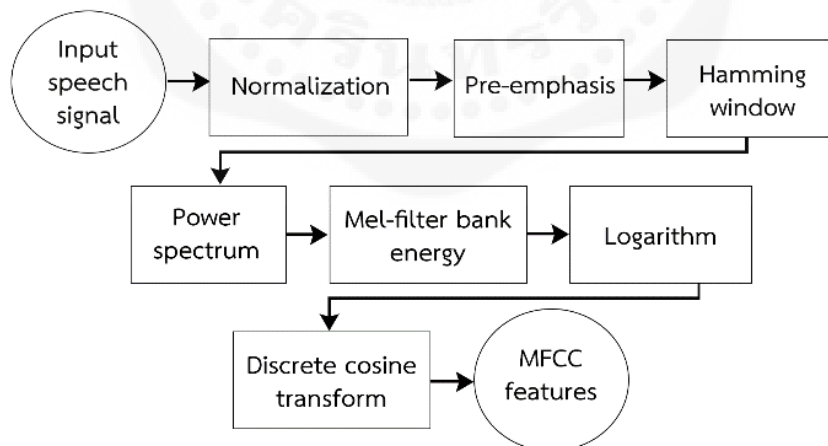 Input
speech
signal
Normalization
Pre-emphasis
Hamming
window
Power
spectrum
Mel-filter bank
energy
Logarithm
Discrete cosine
transform
MFCC
features